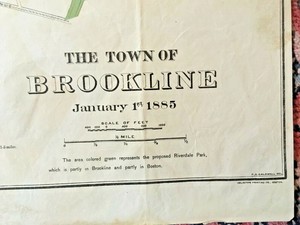 THE TOWN OF
BROOKLINE
January 1st 1885
SCALE OF FEET
½ MILE
The area colored green represents the proposed Riverdale Park,
which is partly in Brookline and partly in Boston.